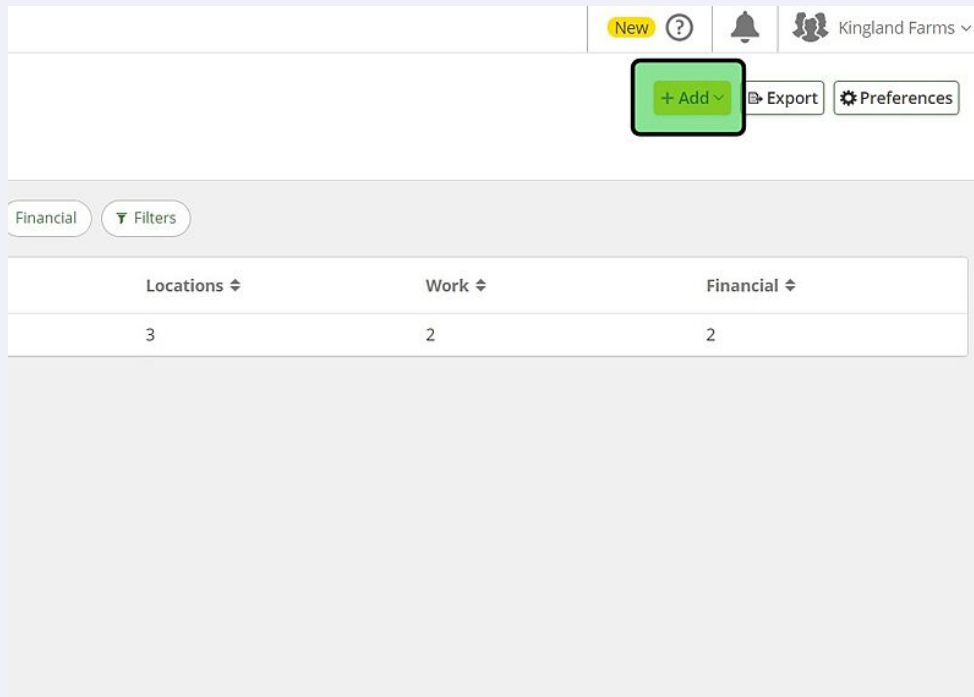 New ? Kingland Farms
+ Add Export Preferences
Financial Filters
Locations Work Financial
3 2 2